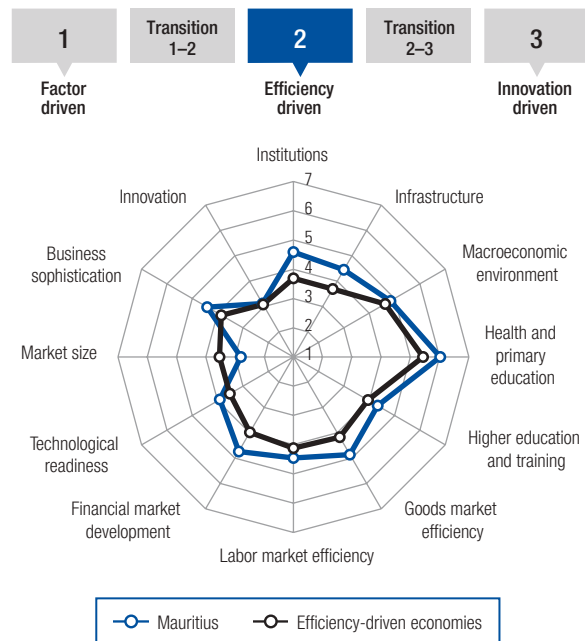 1
Transition
1–2
2
Transition
2–3
3
Factor
driven
Efficiency
driven
Innovation
driven
Institutions
7
6
5
4
3
2
1
Infrastructure
Macroeconomic
environment
Health and
primary
education
Higher education
and training
Goods market
efficiency
Labor market efficiency
Financial market
development
Technological
readiness
Market size
Business
sophistication
Innovation
Mauritius
Efficiency-driven economies